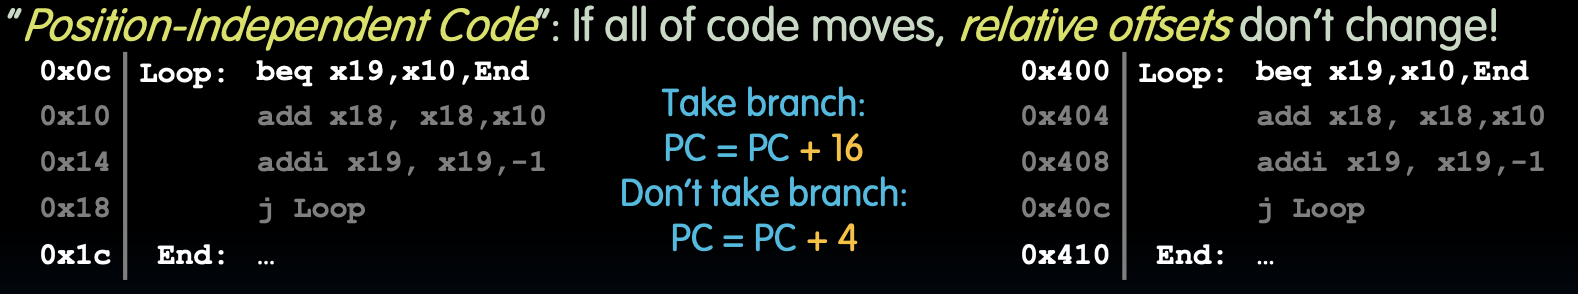 “Position-Independent Code”: If all of code moves, relative offsets don’t change!
0x0c Loop: beq x19,x10,End
0x10 add x18, x18,x10
0x14 addi x19, x19,-1
0x18 j Loop
0x1c End: …
Take branch:
PC = PC + 16
Don’t take branch:
PC = PC + 4
0x400 Loop: beq x19,x10,End
0x404 add x18, x18,x10
0x408 addi x19, x19,-1
0x40c j Loop
0x410 End: …